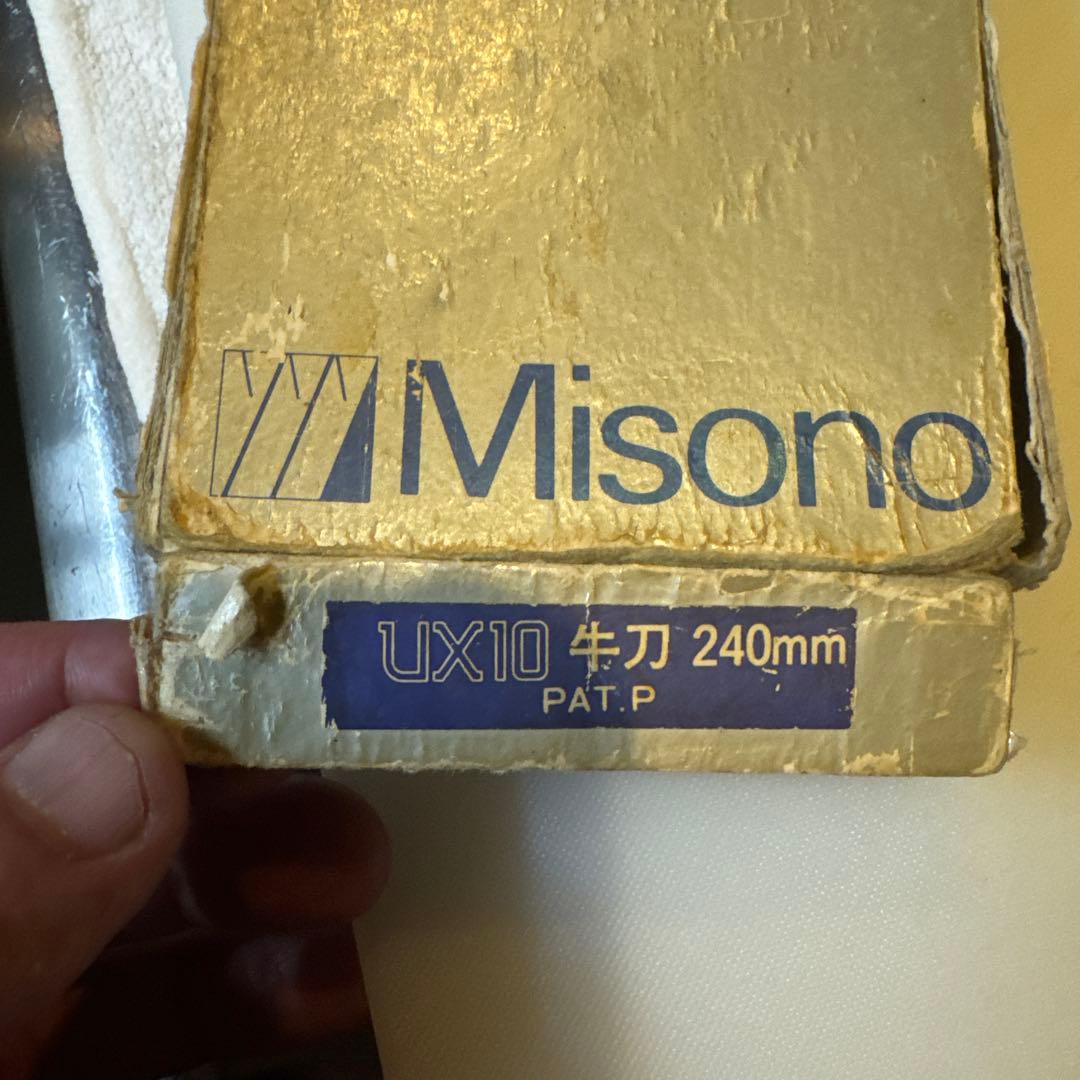 Misono
UX10 牛刀 240mm
PAT.P